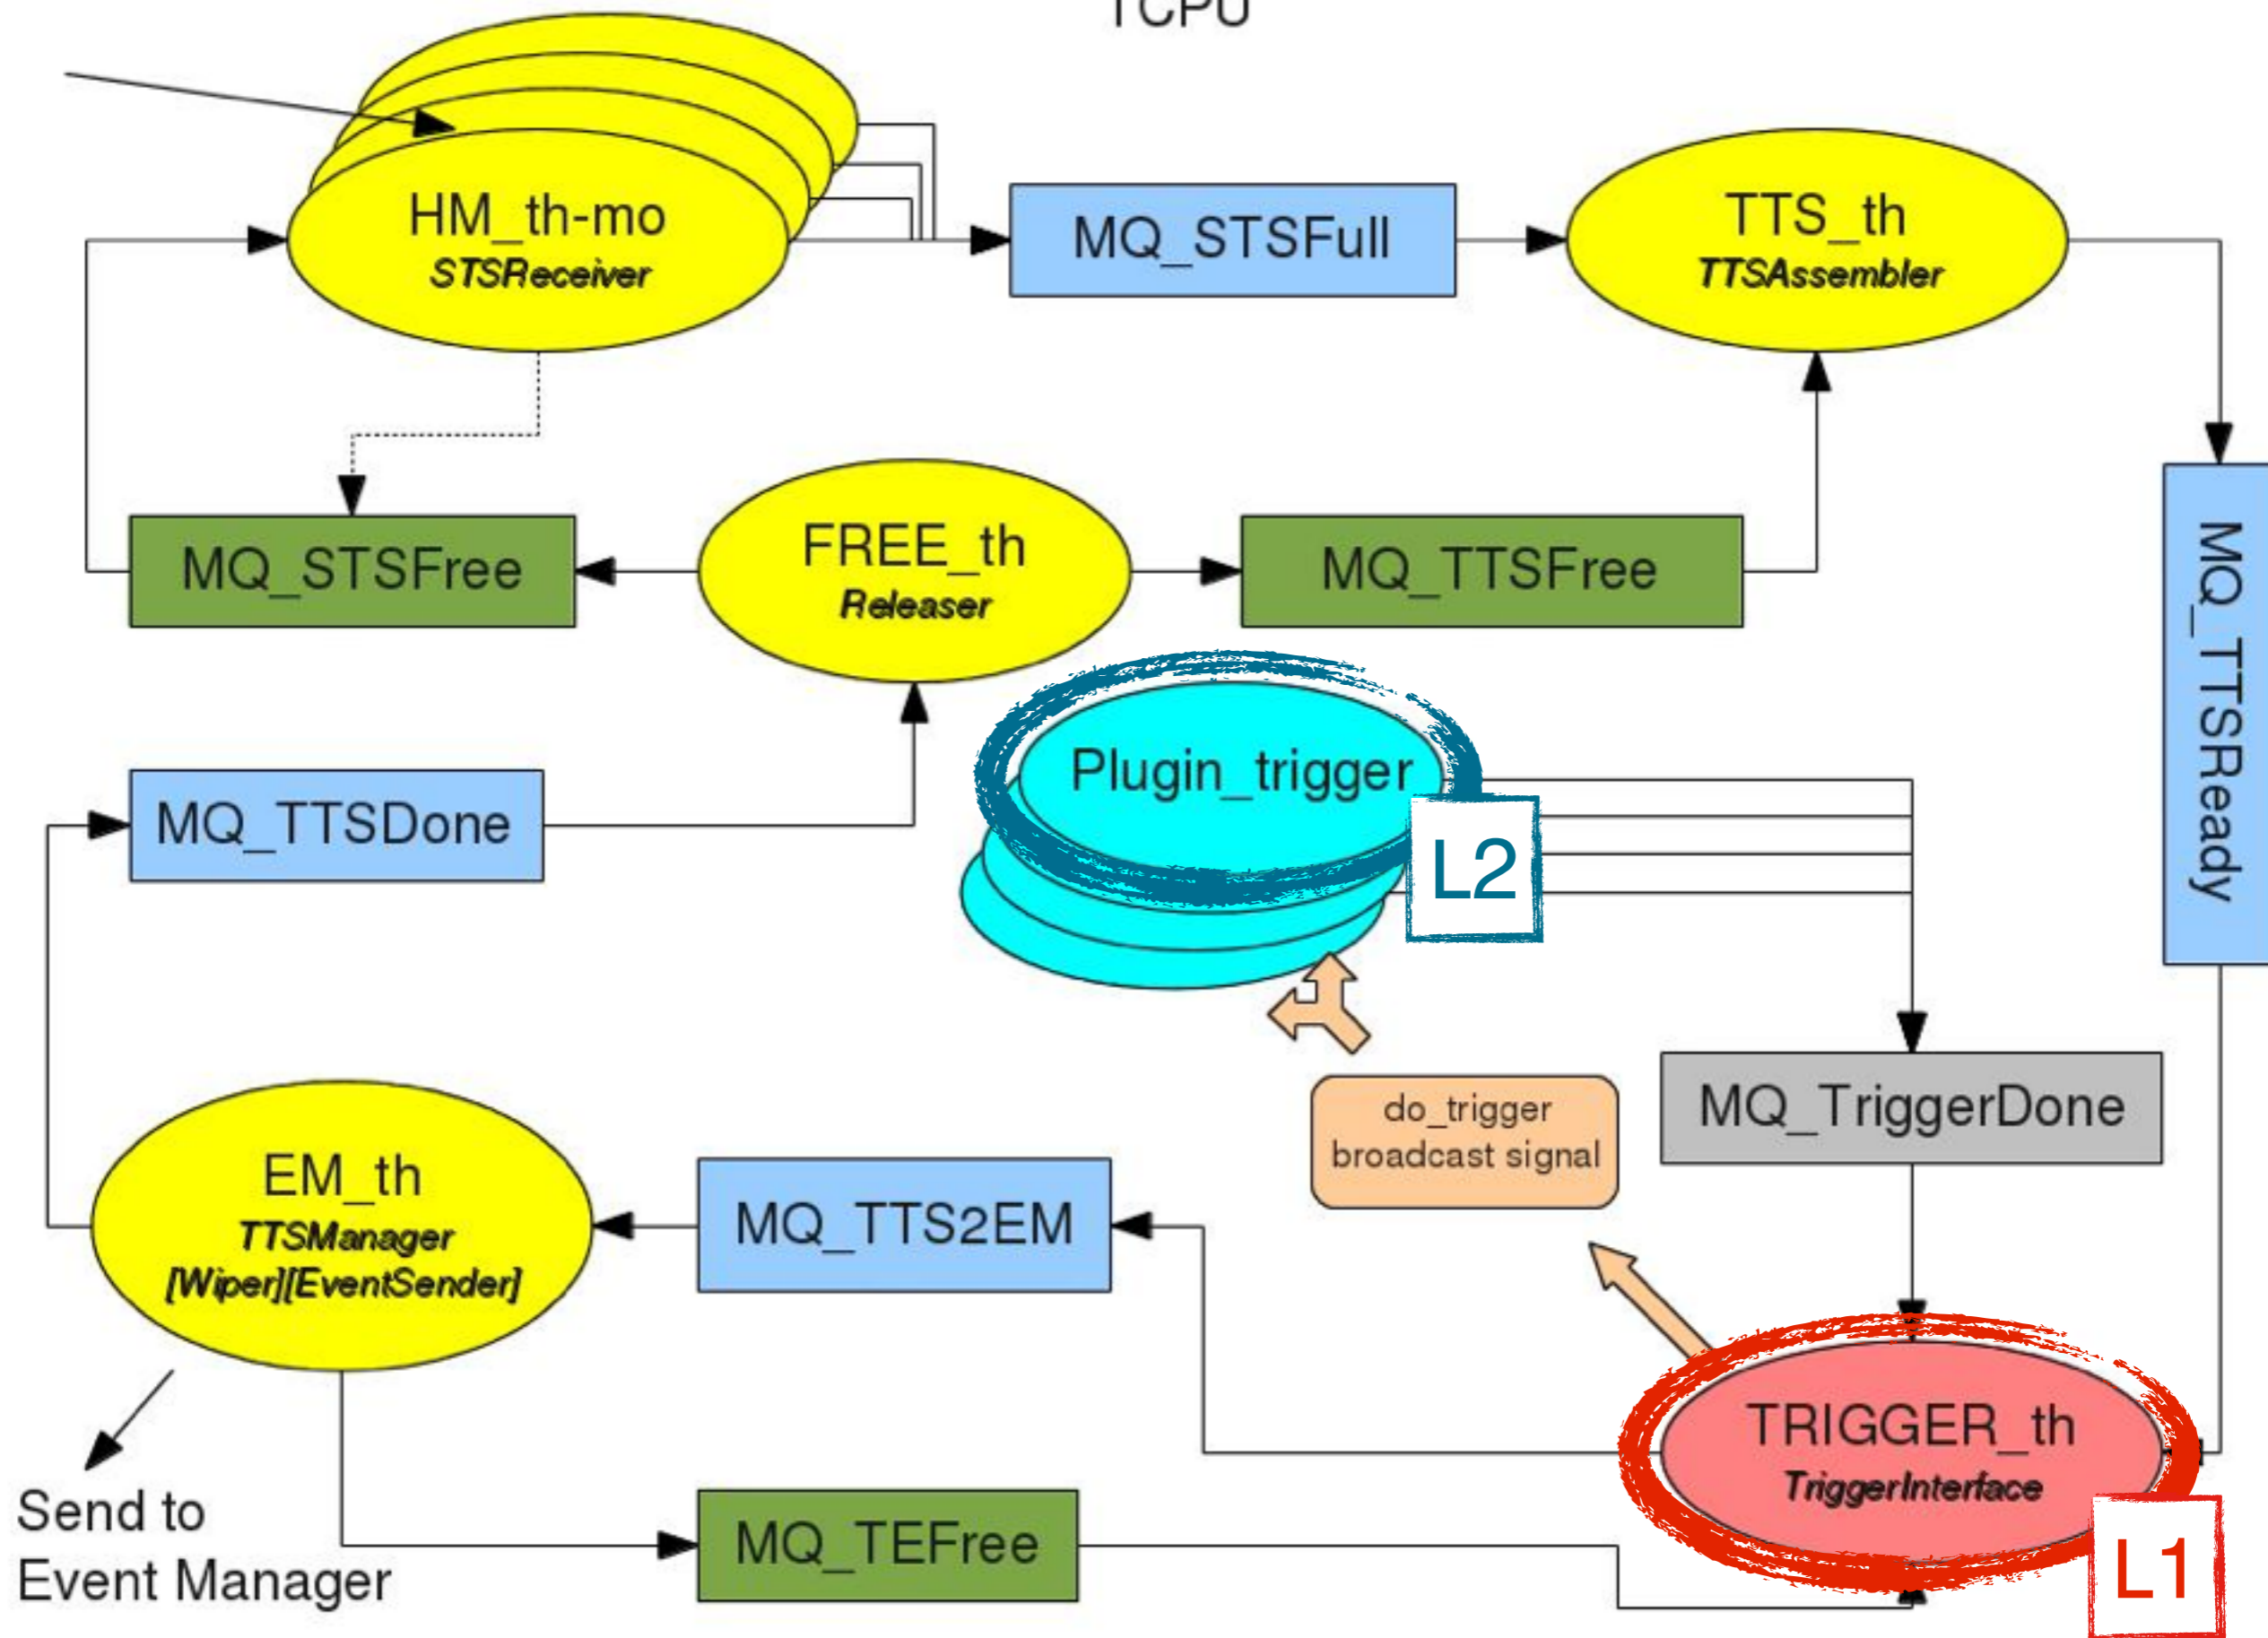 TCPU
HM_th-mo
STSReceiver
MQ_STSFull
TTS_th
TTSAssembler
MQ_STSFree
FREE_th
Releaser
MQ_TTSFree
MQ_TTSReady
Plugin_trigger
L2
MQ_TTSDone
do_trigger
broadcast signal
MQ_TriggerDone
EM_th
TTSManager
[Wiper][EventSender]
MQ_TTS2EM
TRIGGER_th
TriggerInterface
L1
Send to
Event Manager
MQ_TEFree